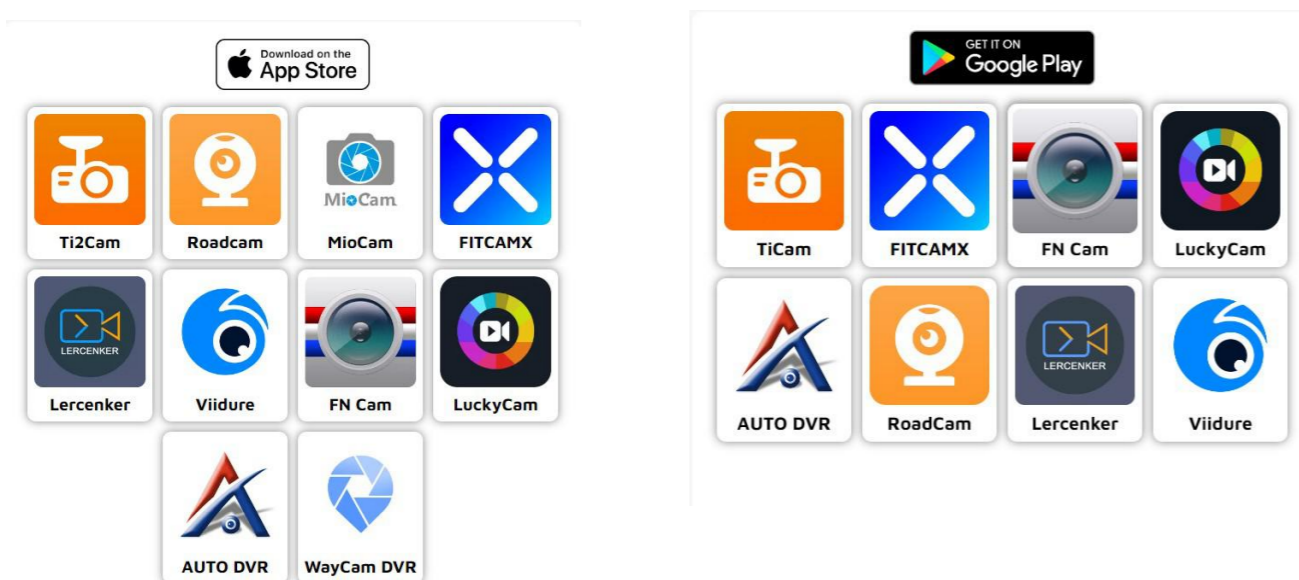 Download on the
App Store
Ti2Cam
Roadcam
MioCam
MioCam
FITCAMX
LERCENKER
Lercenker
Viidure
FN Cam
LuckyCam
AUTO DVR
WayCam DVR
GET IT ON
Google Play
TiCam
FITCAMX
FN Cam
LuckyCam
AUTO DVR
RoadCam
LERCENKER
Lercenker
Viidure